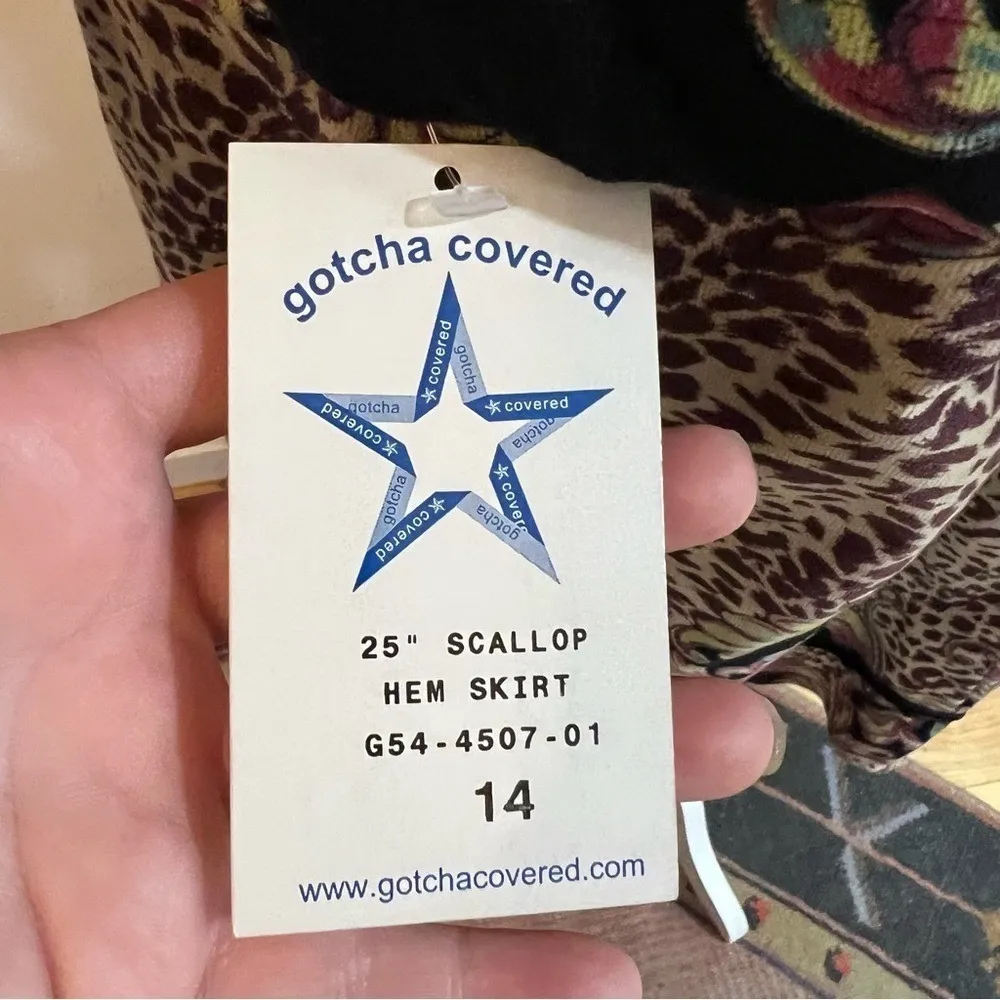 gotcha covered
covered
gotcha
covered
gotcha
cover
gotcha
covered
gotcha
covered
gotcha
25" SCALLOP
HEM SKIRT
G54-4507-01
14
www.gotchacovered.com